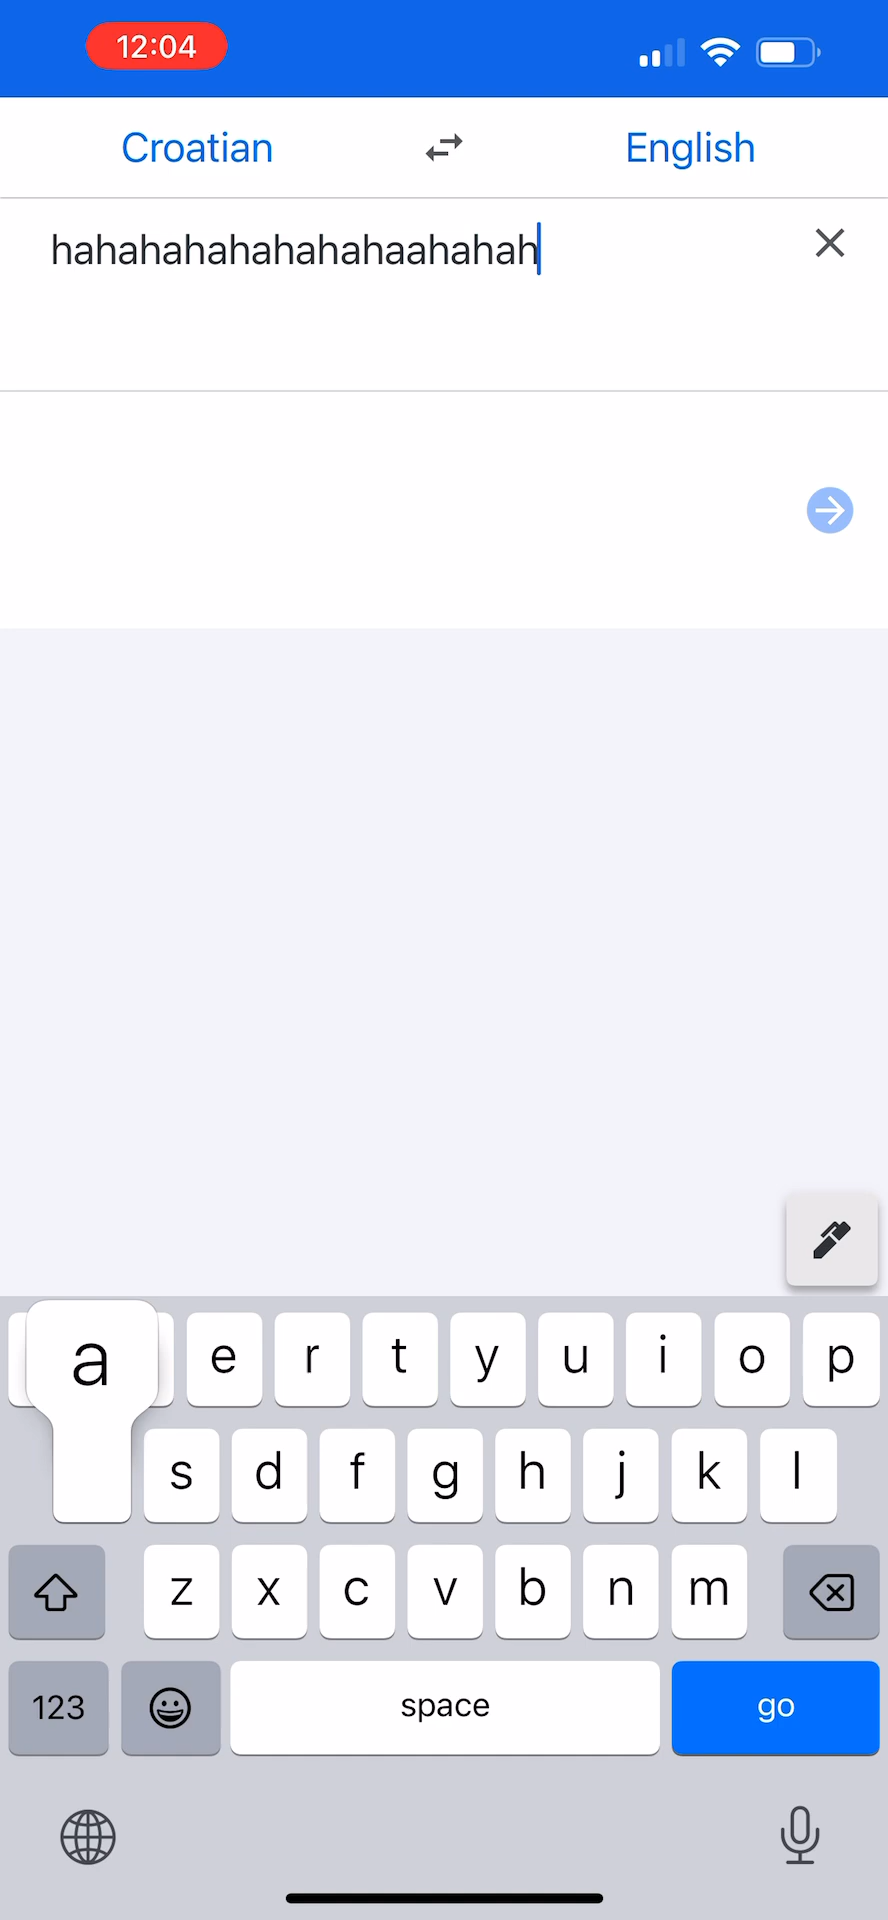 12:04
Croatian English
hahahahahahahahaahahah
a e r t y u i o p
s d f g h j k l
z x c v b n m
123 space go